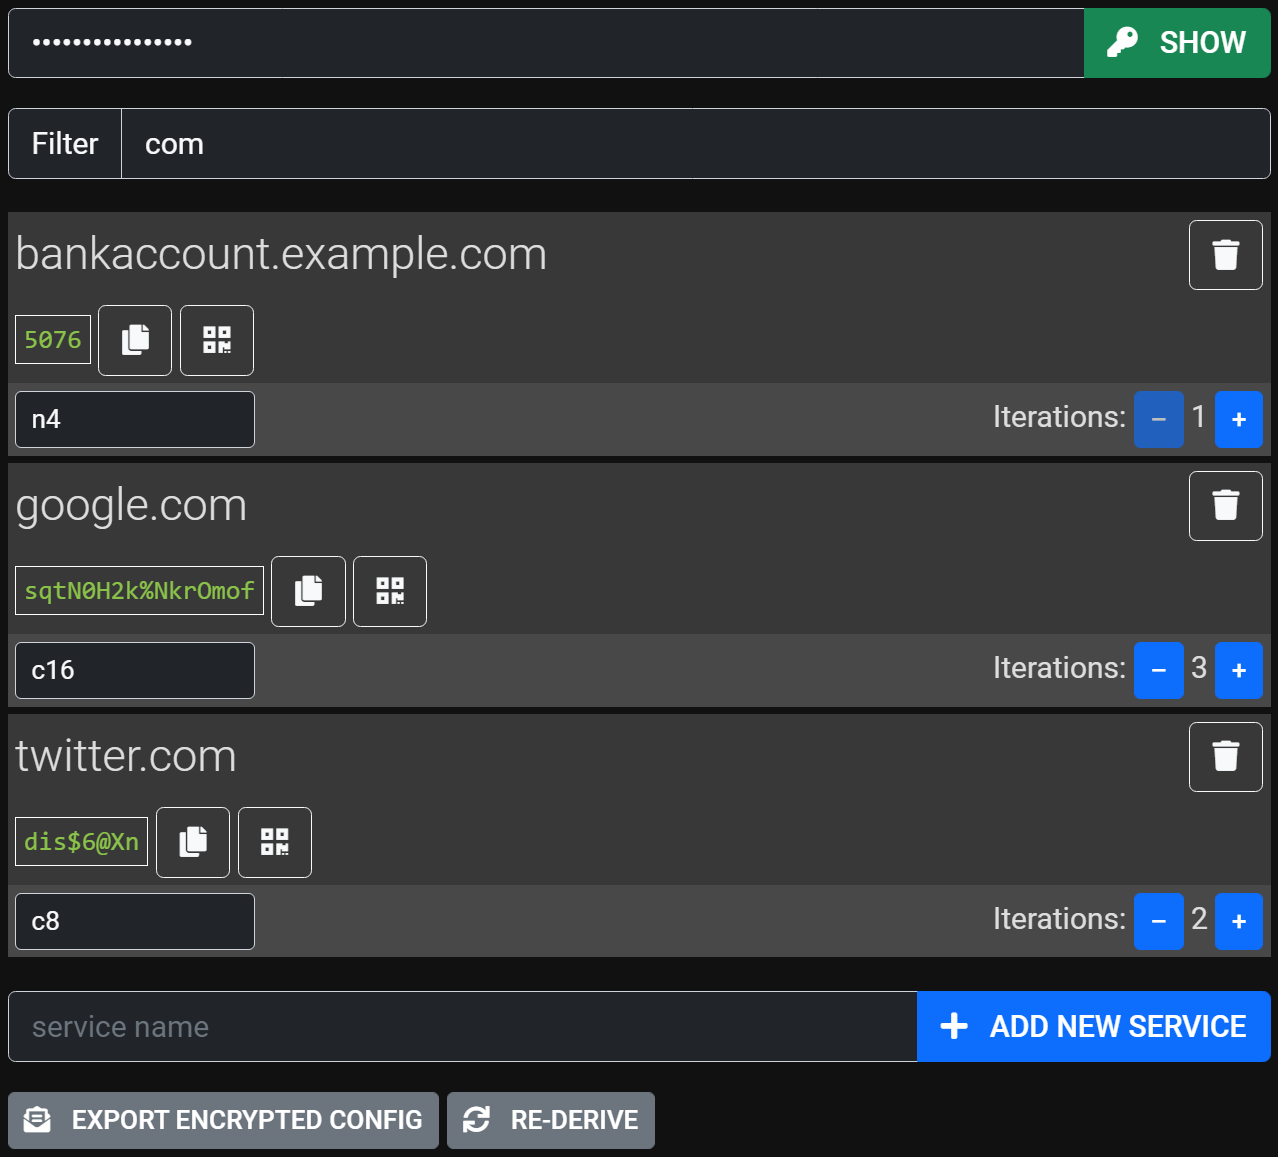 ••••••••••••••••
SHOW
Filter
com
bankaccount.example.com
5076
n4
Iterations: – 1 +
google.com
sqtN0H2k%NkrOmof
c16
Iterations: – 3 +
twitter.com
dis$6@Xn
c8
Iterations: – 2 +
service name
+ ADD NEW SERVICE
EXPORT ENCRYPTED CONFIG
RE-DERIVE